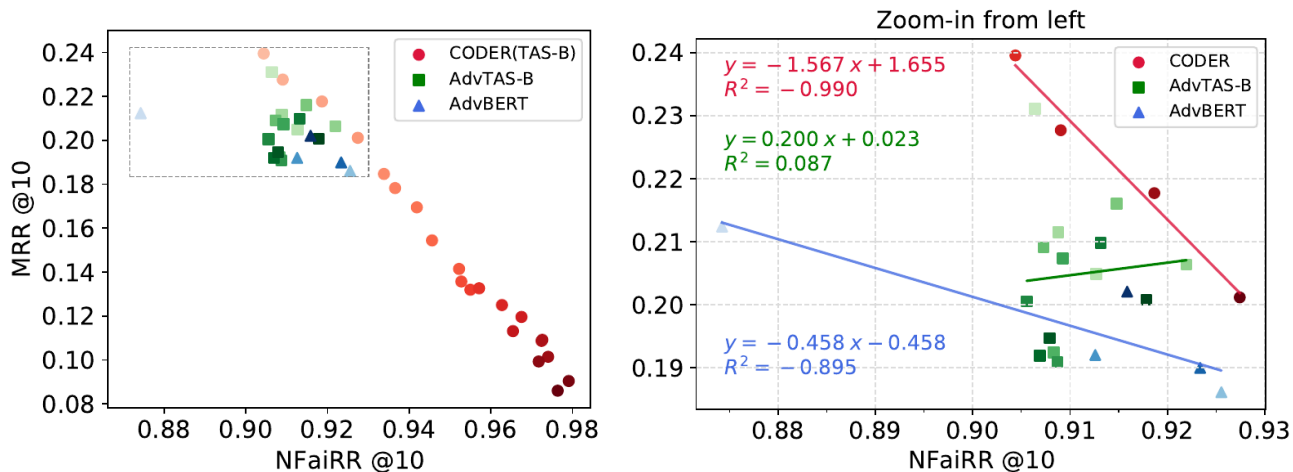 0.24
0.22
0.20
0.18
0.16
0.14
0.12
0.10
0.08
MRR @10
0.88 0.90 0.92 0.94 0.96 0.98
NFaiRR @10
CODER(TAS-B)
AdvTAS-B
AdvBERT
Zoom-in from left
0.24
0.23
0.22
0.21
0.20
0.19
y = −1.567 x + 1.655
R² = −0.990
y = 0.200 x + 0.023
R² = 0.087
y = −0.458 x − 0.458
R² = −0.895
CODER
AdvTAS-B
AdvBERT
0.88 0.89 0.90 0.91 0.92 0.93
NFaiRR @10